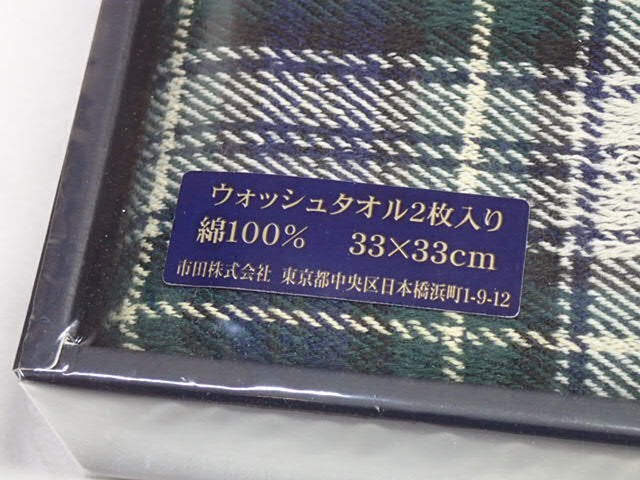 ウォッシュタオル2枚入り
綿100% 33×33cm
市田株式会社 東京都中央区日本橋浜町1-9-12